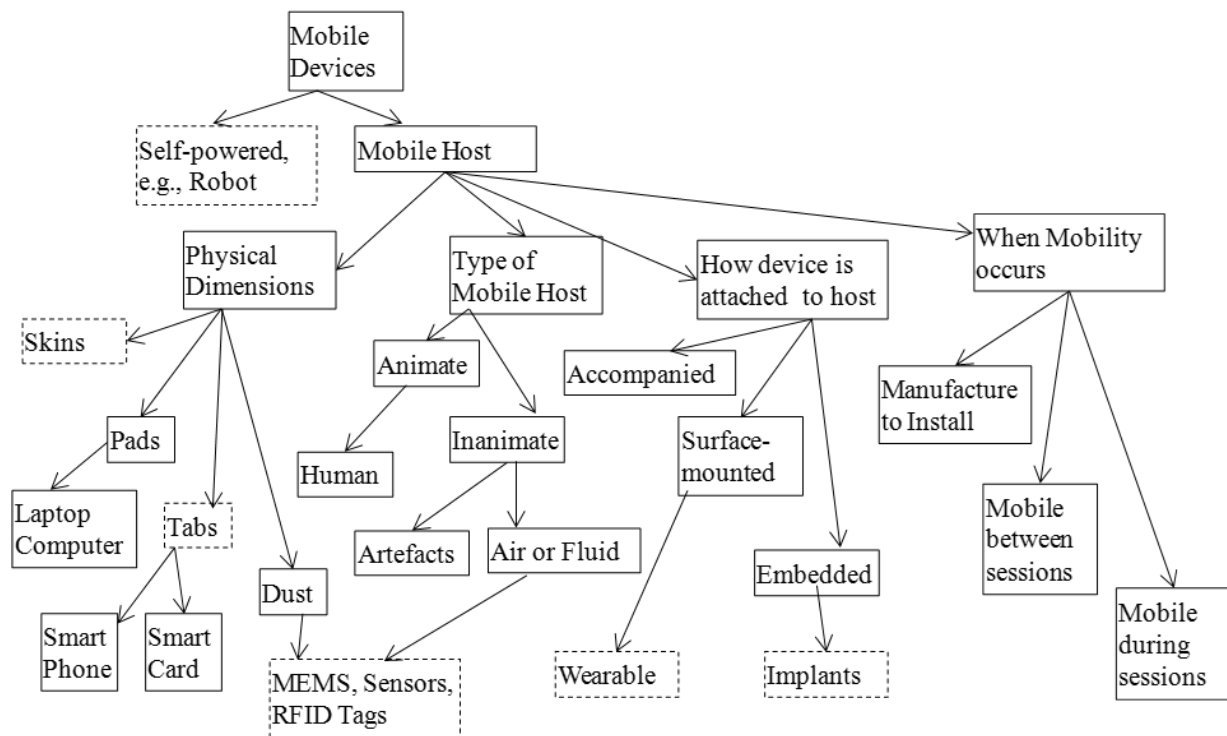 Mobile
Devices
Self-powered,
e.g., Robot
Mobile Host
Physical
Dimensions
Type of
Mobile Host
How device is
attached to host
When Mobility
occurs
Skins
Animate
Accompanied
Manufacture
to Install
Pads
Human
Inanimate
Surface-
mounted
Laptop
Computer
Tabs
Artefacts
Air or Fluid
Mobile
between
sessions
Dust
Embedded
Smart
Phone
Smart
Card
Mobile
during
sessions
MEMS, Sensors,
RFID Tags
Wearable
Implants